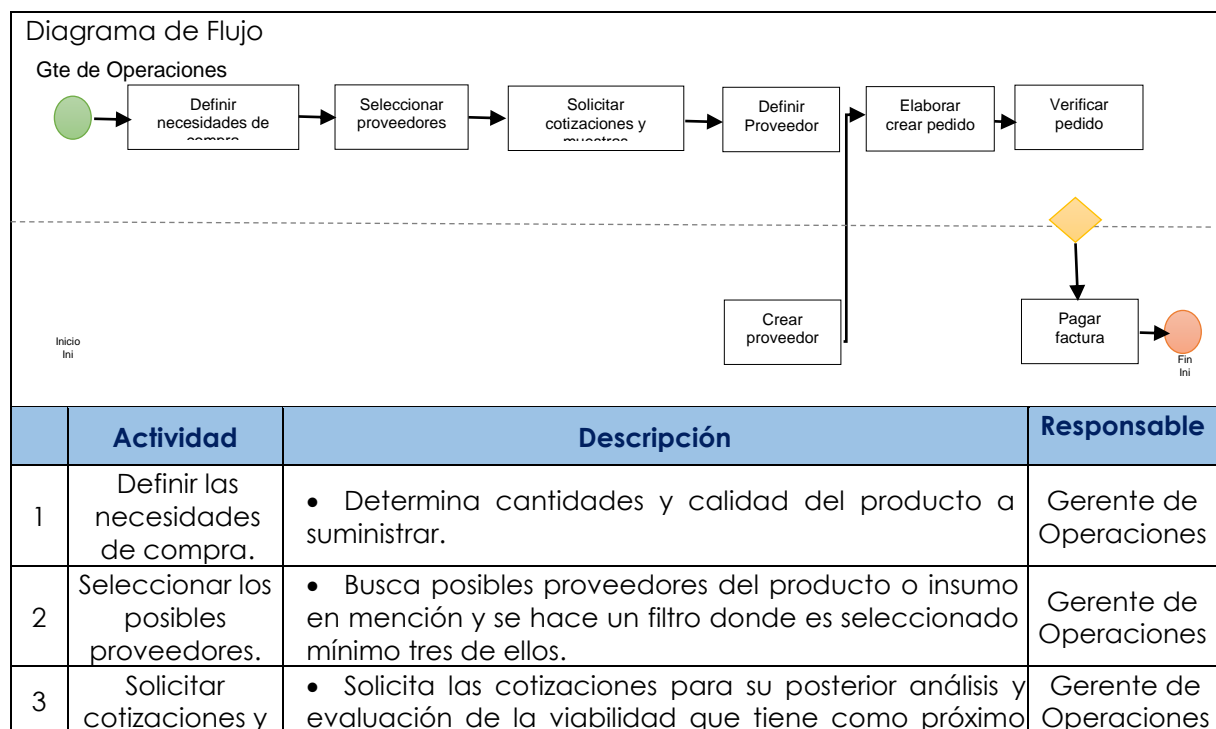 Diagrama de Flujo
Gte de Operaciones
Definir
necesidades de
compra
Seleccionar
proveedores
Solicitar
cotizaciones y
muestras
Definir
Proveedor
Elaborar
crear pedido
Verificar
pedido
Crear
proveedor
Pagar
factura
Inicio
Ini
Fin
Ini
Actividad
Descripción
Responsable
1
Definir las
necesidades
de compra.
• Determina cantidades y calidad del producto a
suministrar.
Gerente de
Operaciones
2
Seleccionar los
posibles
proveedores.
• Busca posibles proveedores del producto o insumo
en mención y se hace un filtro donde es seleccionado
mínimo tres de ellos.
Gerente de
Operaciones
3
Solicitar
cotizaciones y
• Solicita las cotizaciones para su posterior análisis y
evaluación de la viabilidad que tiene como próximo
Gerente de
Operaciones